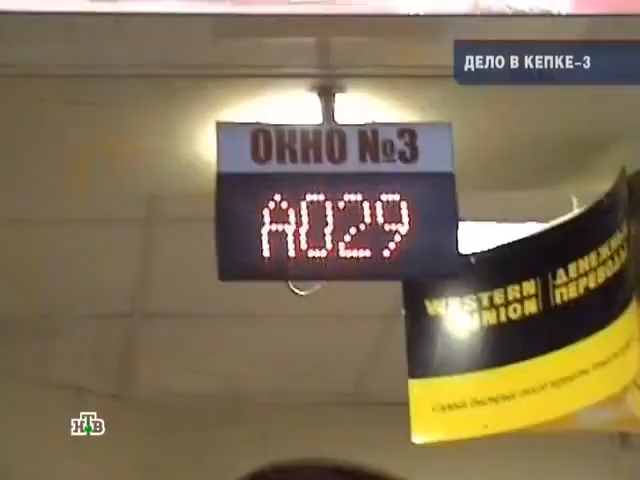 ДЕЛО В КЕПКЕ-3
ОКНО №3
А029
WESTERN UNION
ДЕНЕЖНЫЕ ПЕРЕВОДЫ
НТВ